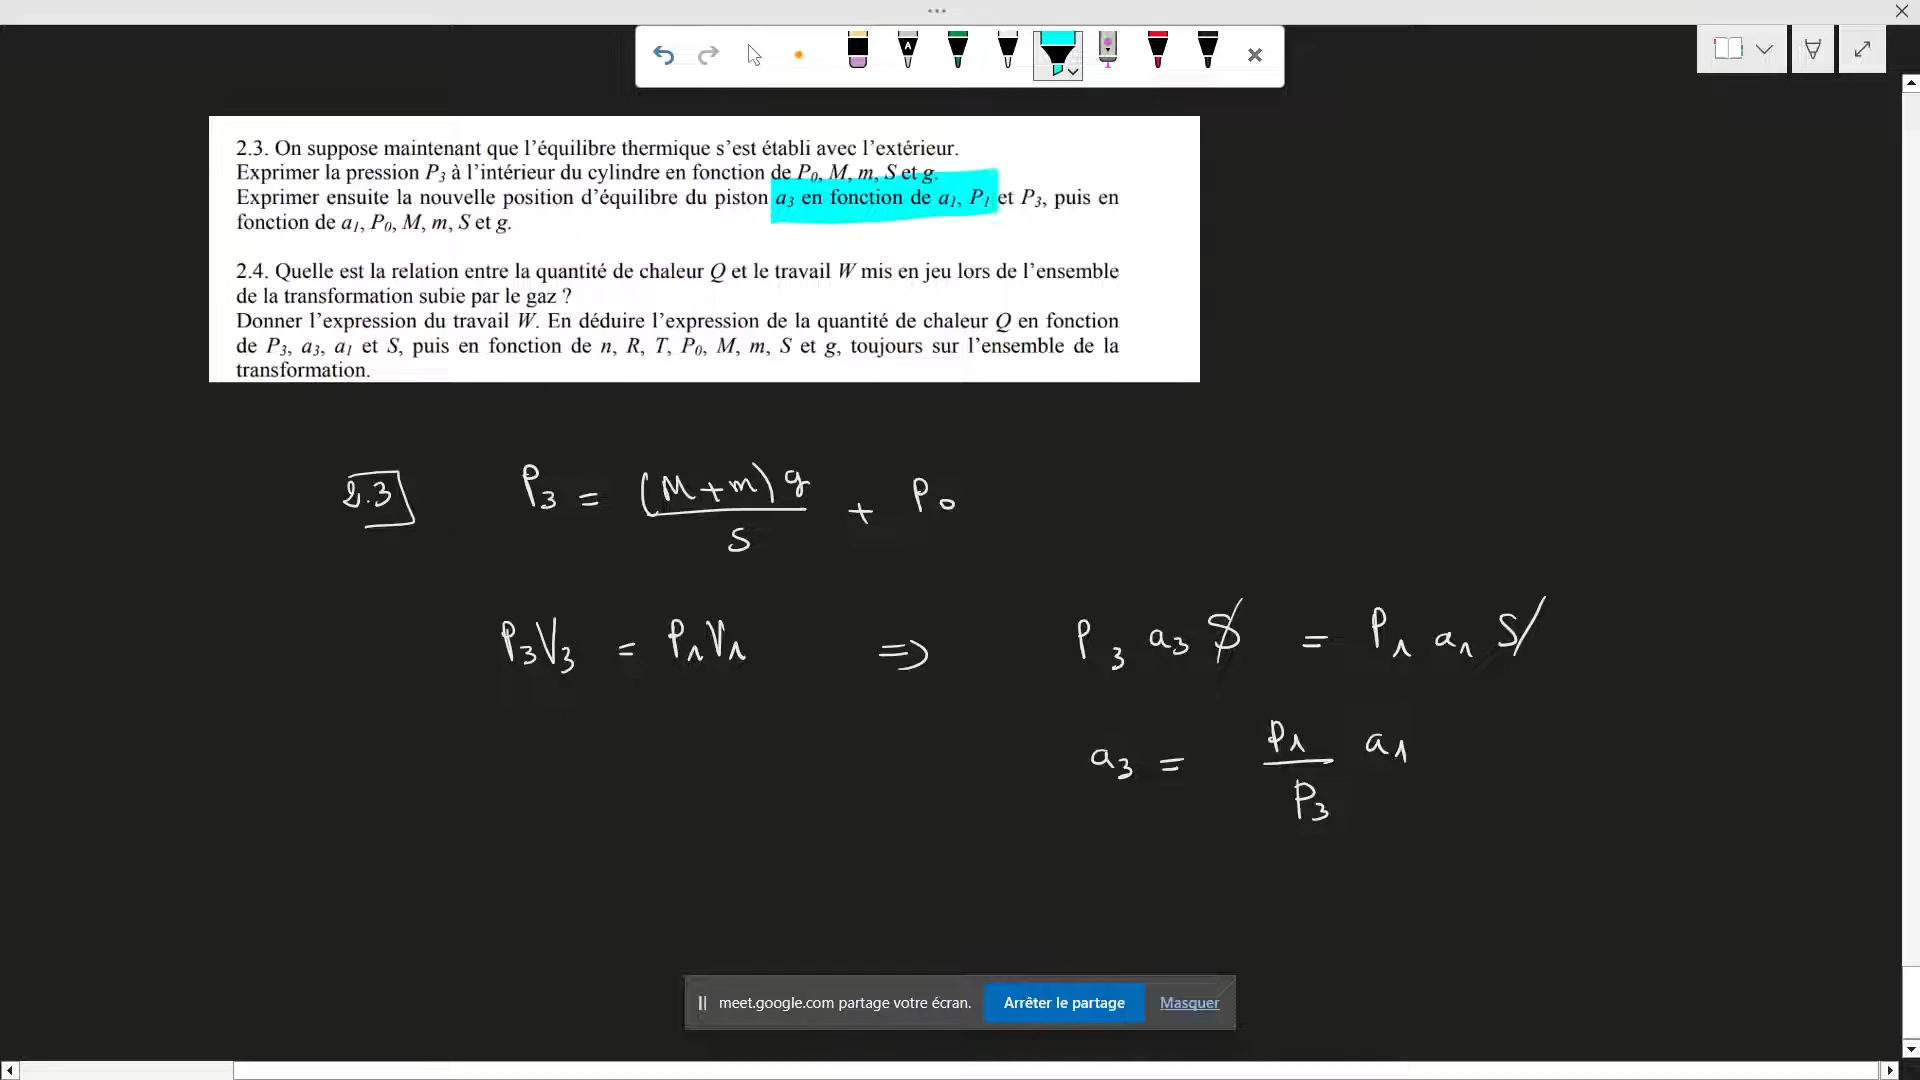 2.3. On suppose maintenant que l'équilibre thermique s'est établi avec l'extérieur.
Exprimer la pression P₃ à l'intérieur du cylindre en fonction de P₀, M, m, S et g.
Exprimer ensuite la nouvelle position d'équilibre du piston a₃ en fonction de a₁, P₁ et P₃, puis en
fonction de a₁, P₀, M, m, S et g.
2.4. Quelle est la relation entre la quantité de chaleur Q et le travail W mis en jeu lors de l'ensemble
de la transformation subie par le gaz ?
Donner l'expression du travail W. En déduire l'expression de la quantité de chaleur Q en fonction
de P₃, a₃, a₁ et S, puis en fonction de n, R, T, P₀, M, m, S et g, toujours sur l'ensemble de la
transformation.
2.3 P₃ = (M+m)g / S + P₀
P₃V₃ = P₁V₁ => P₃ a₃ S = P₁ a₁ S
a₃ = P₁ / P₃ a₁
meet.google.com partage votre écran. Arrêter le partage Masquer